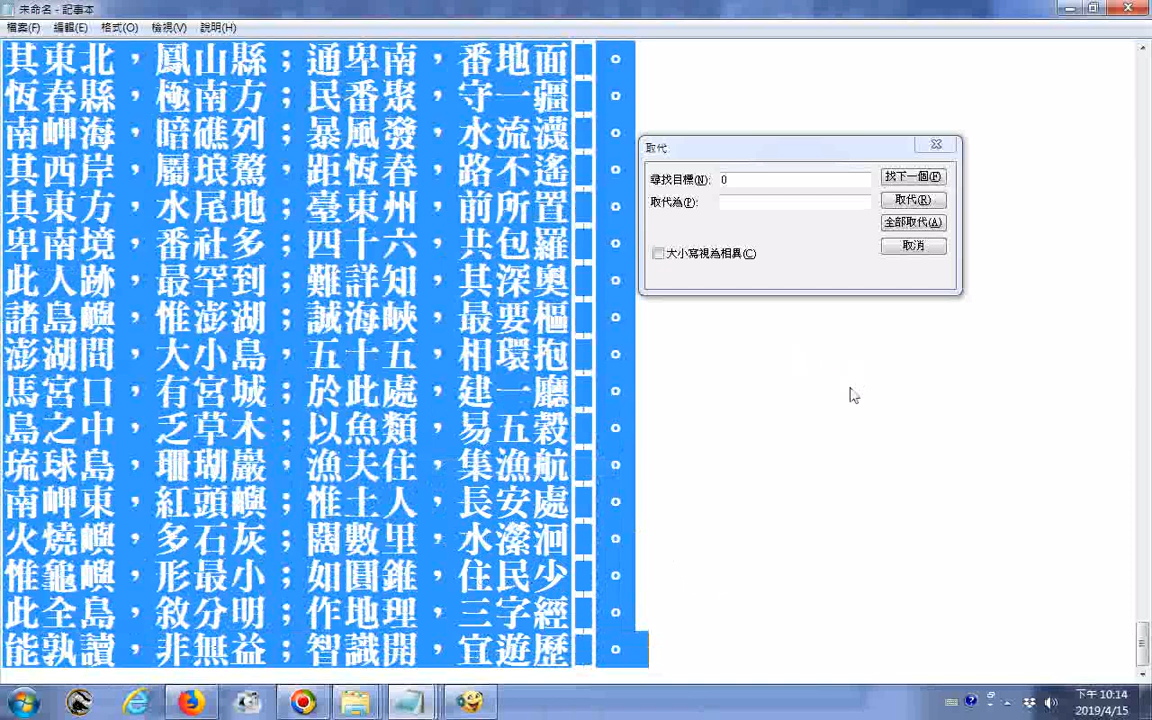 未命名 - 記事本
檔案(F) 編輯(E) 格式(O) 檢視(V) 說明(H)
其東北，鳳山縣；通卑南，番地面。
恆春縣，極南方；民番聚，守一疆。
南岬海，暗礁列；暴風發，水流瀎。
其西岸，屬琅鶩，距恆春，路不遙。
其東方，水尾地；臺東州，前所置。
卑南境，番社多；四十六，共包羅。
此人跡，最罕到；難詳知，其深奧。
諸島嶼，惟澎湖；誠海峽，最要樞。
澎湖間，大小島，五十五，相環抱。
馬宮口，有宮城；於此處，建一廳。
島之中，乏草木；以魚類，易五穀。
琉球島，珊瑚巖，漁夫住，集漁航。
南岬東，紅頭嶼；惟土人，長安處。
火燒嶼，多石灰；闊數里，水瀠洄。
惟龜嶼，形最小；如圓錐，住民少。
此全島，敘分明；作地理，三字經。
能孰讀，非無益；智識開，宜遊歷。
取代
尋找目標(N): 0
找下一個(F)
取代為(P):
取代(R)
全部取代(A)
取消
大小寫視為相異(C)
下午 10:14
2019/4/15